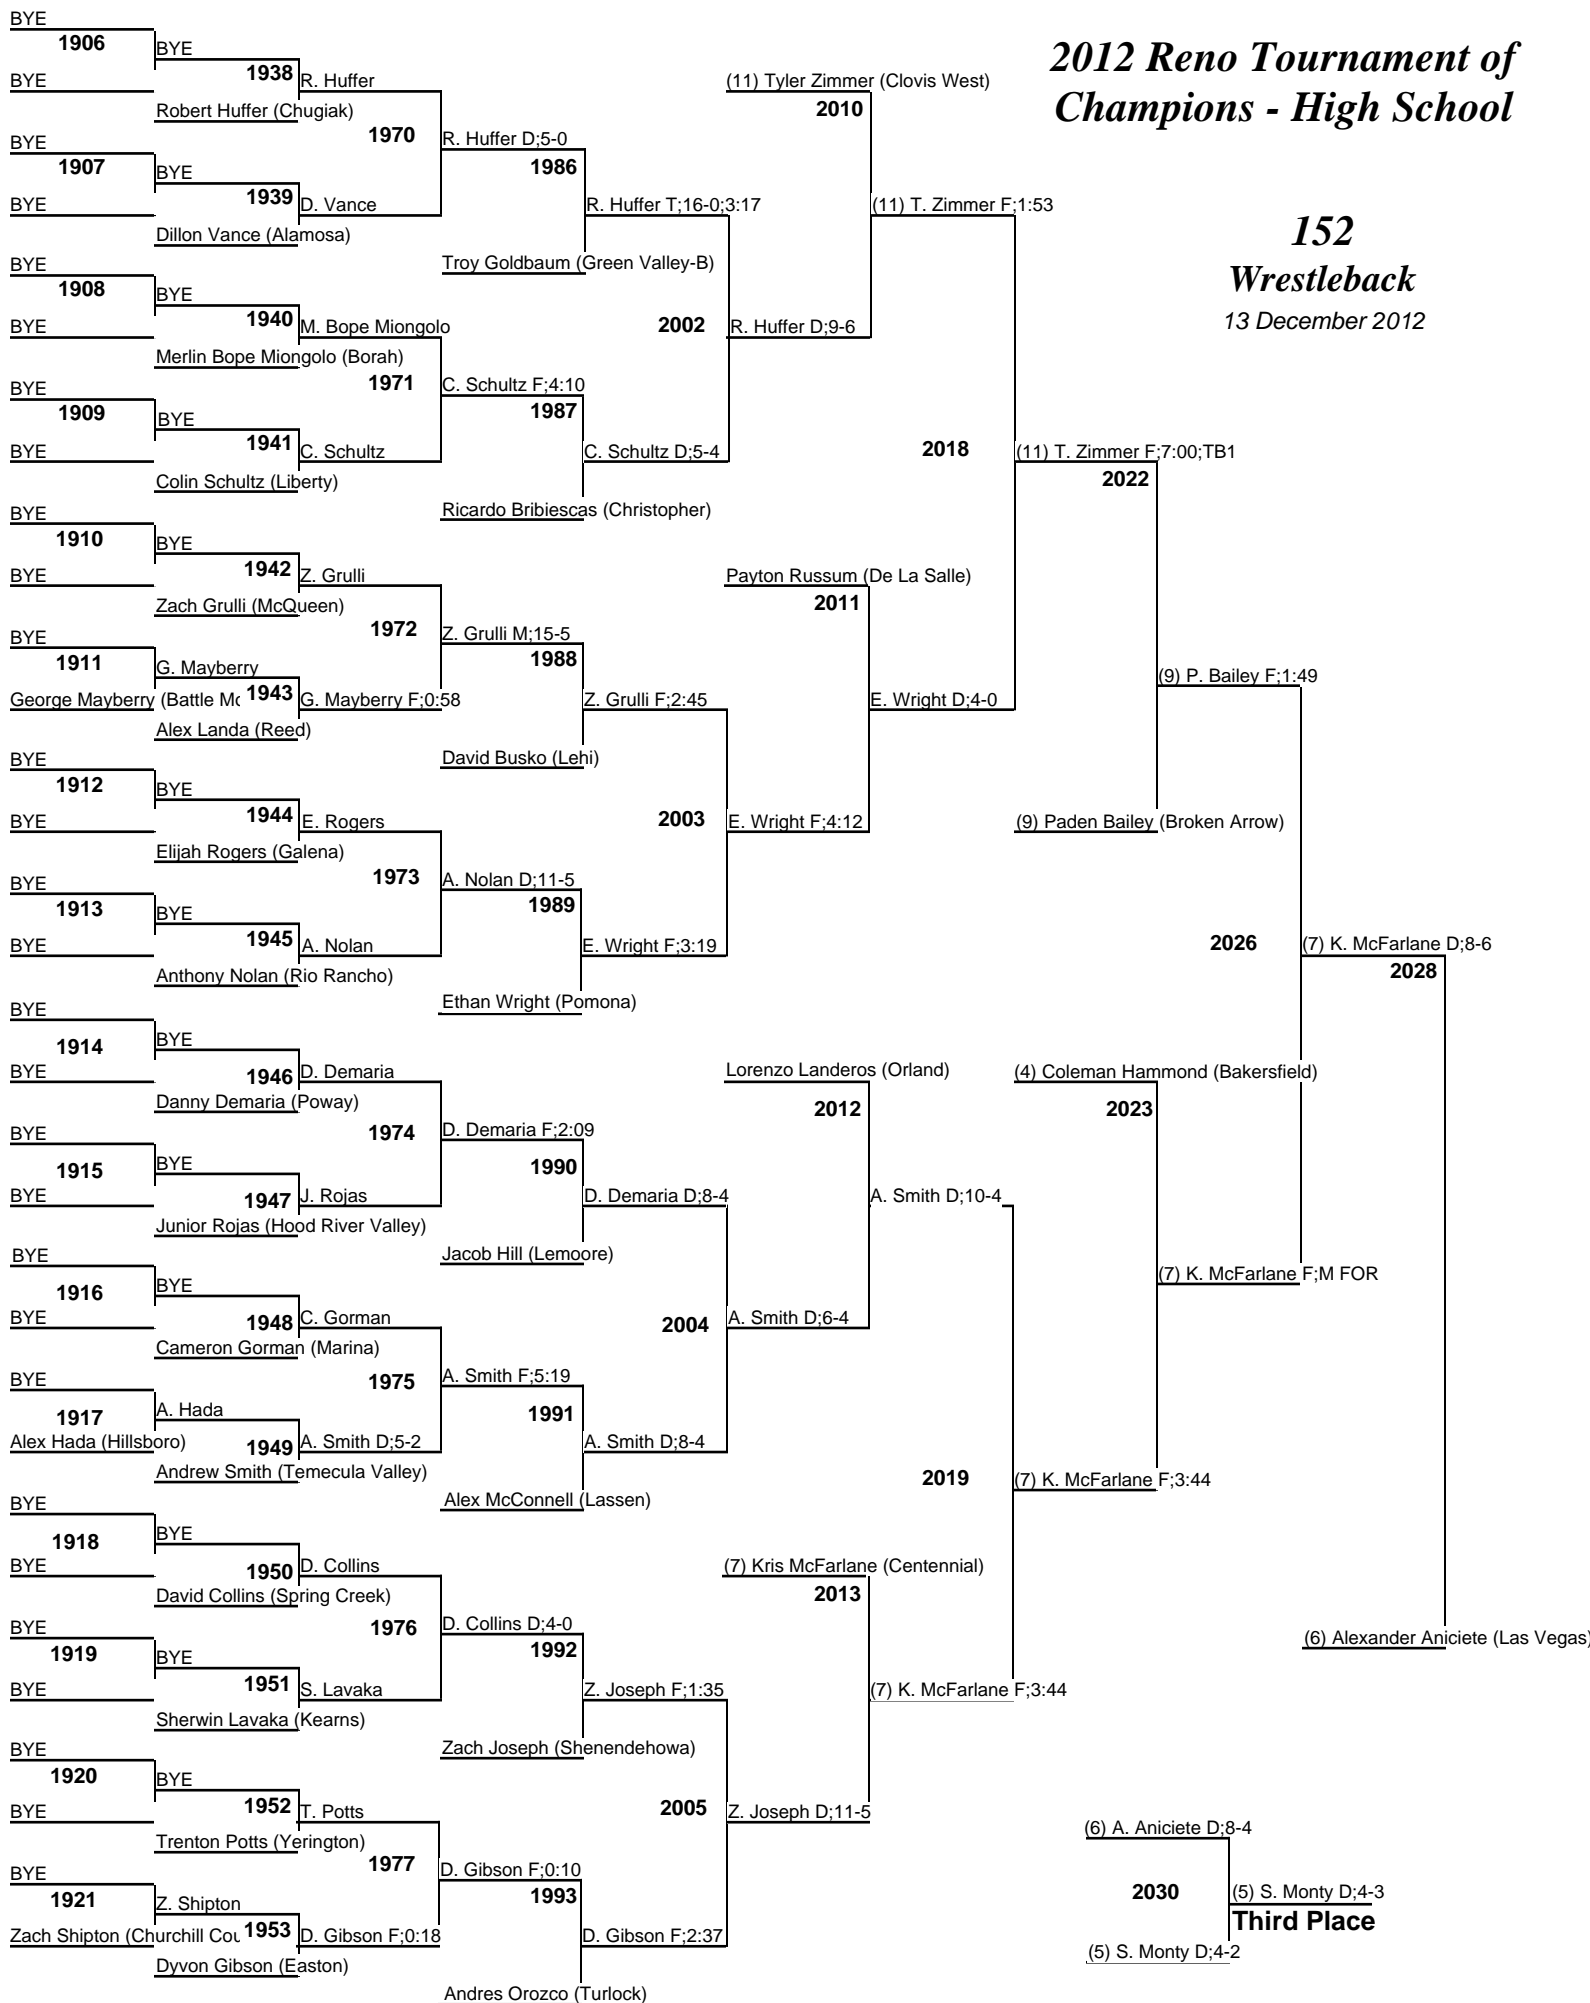 2012 Reno Tournament of
Champions - High School
152
Wrestleback
13 December 2012
BYE
1906
BYE
BYE
1938
R. Huffer
Robert Huffer (Chugiak)
1970
R. Huffer D;5-0
BYE
1907
BYE
BYE
1939
D. Vance
Dillon Vance (Alamosa)
1986
R. Huffer T;16-0;3:17
Troy Goldbaum (Green Valley-B)
BYE
1908
BYE
BYE
1940
M. Bope Miongolo
Merlin Bope Miongolo (Borah)
1971
C. Schultz F;4:10
BYE
1909
BYE
BYE
1941
C. Schultz
Colin Schultz (Liberty)
1987
C. Schultz D;5-4
Ricardo Bribiescas (Christopher)
2002
R. Huffer D;9-6
(11) Tyler Zimmer (Clovis West)
2010
(11) T. Zimmer F;1:53
BYE
1910
BYE
BYE
1942
Z. Grulli
Zach Grulli (McQueen)
1972
Z. Grulli M;15-5
BYE
1911
G. Mayberry
George Mayberry (Battle Mo
1943
G. Mayberry F;0:58
Alex Landa (Reed)
1988
Z. Grulli F;2:45
David Busko (Lehi)
BYE
1912
BYE
BYE
1944
E. Rogers
Elijah Rogers (Galena)
1973
A. Nolan D;11-5
BYE
1913
BYE
BYE
1945
A. Nolan
Anthony Nolan (Rio Rancho)
1989
E. Wright F;3:19
Ethan Wright (Pomona)
2003
E. Wright F;4:12
Payton Russum (De La Salle)
2011
E. Wright D;4-0
2018
(11) T. Zimmer F;7:00;TB1
2022
(9) P. Bailey F;1:49
(9) Paden Bailey (Broken Arrow)
BYE
1914
BYE
BYE
1946
D. Demaria
Danny Demaria (Poway)
1974
D. Demaria F;2:09
BYE
1915
BYE
BYE
1947
J. Rojas
Junior Rojas (Hood River Valley)
1990
D. Demaria D;8-4
Jacob Hill (Lemoore)
BYE
1916
BYE
BYE
1948
C. Gorman
Cameron Gorman (Marina)
1975
A. Smith F;5:19
BYE
1917
A. Hada
Alex Hada (Hillsboro)
1949
A. Smith D;5-2
Andrew Smith (Temecula Valley)
1991
A. Smith D;8-4
Alex McConnell (Lassen)
2004
A. Smith D;6-4
Lorenzo Landeros (Orland)
2012
A. Smith D;10-4
BYE
1918
BYE
BYE
1950
D. Collins
David Collins (Spring Creek)
1976
D. Collins D;4-0
BYE
1919
BYE
BYE
1951
S. Lavaka
Sherwin Lavaka (Kearns)
1992
Z. Joseph F;1:35
Zach Joseph (Shenendehowa)
BYE
1920
BYE
BYE
1952
T. Potts
Trenton Potts (Yerington)
1977
D. Gibson F;0:10
BYE
1921
Z. Shipton
Zach Shipton (Churchill Cou
1953
D. Gibson F;0:18
Dyvon Gibson (Easton)
1993
D. Gibson F;2:37
Andres Orozco (Turlock)
2005
Z. Joseph D;11-5
(7) Kris McFarlane (Centennial)
2013
(7) K. McFarlane F;3:44
2019
(7) K. McFarlane F;3:44
(4) Coleman Hammond (Bakersfield)
2023
(7) K. McFarlane F;M FOR
2026
(7) K. McFarlane D;8-6
2028
(6) Alexander Aniciete (Las Vegas)
(6) A. Aniciete D;8-4
2030
(5) S. Monty D;4-3
Third Place
(5) S. Monty D;4-2